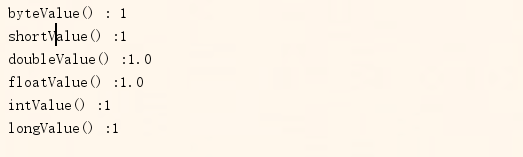 byteValue() : 1
shortValue() :1
doubleValue() :1.0
floatValue() :1.0
intValue() :1
longValue() :1